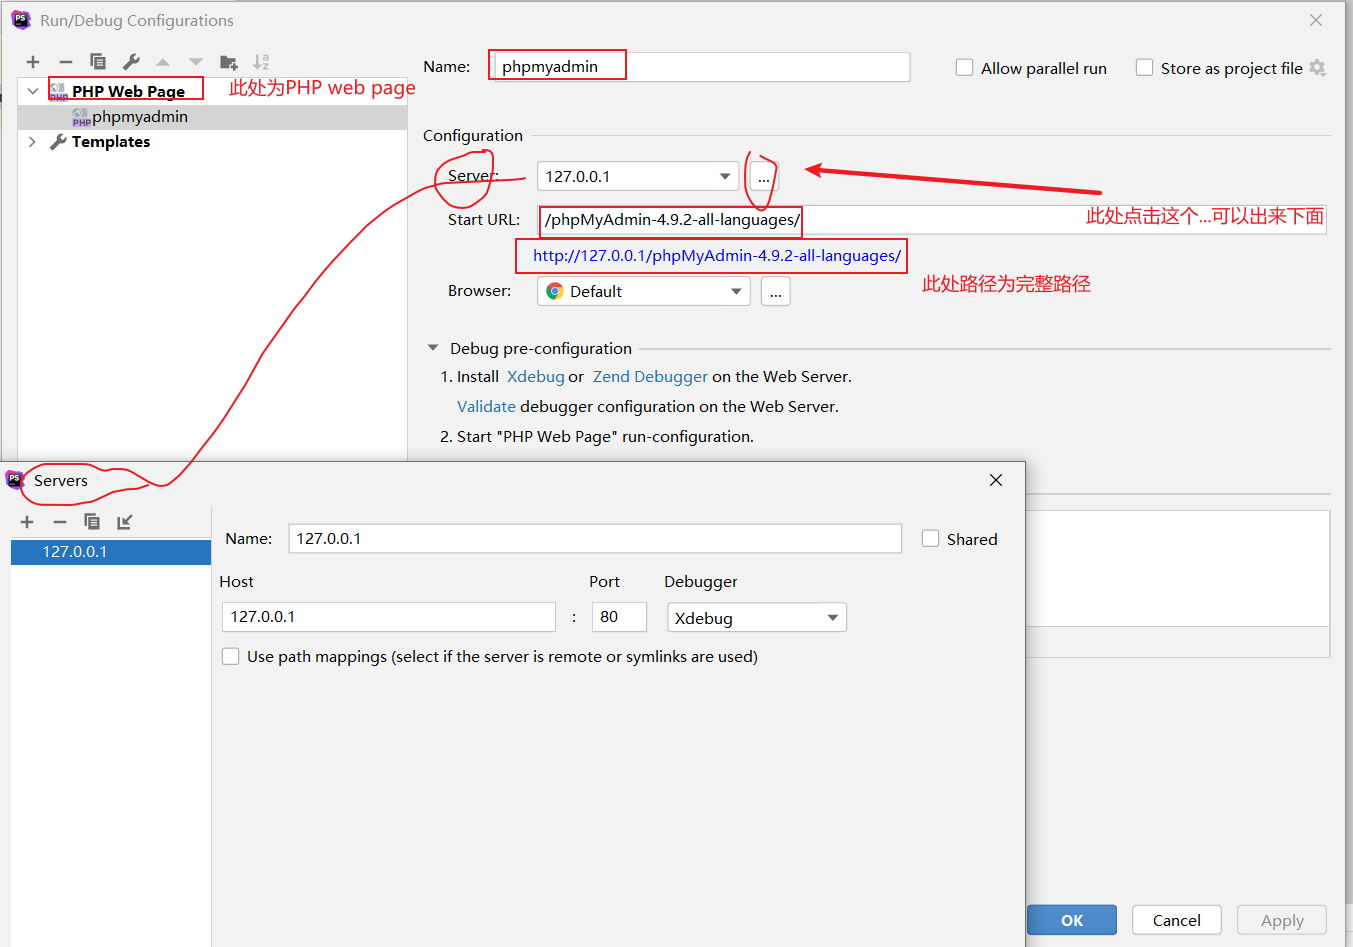 Run/Debug Configurations
Name: phpmyadmin
Allow parallel run
Store as project file
PHP Web Page
此处为PHP web page
phpmyadmin
Templates
Configuration
Server: 127.0.0.1 ...
Start URL: /phpMyAdmin-4.9.2-all-languages/
此处点击这个...可以出来下面
http://127.0.0.1/phpMyAdmin-4.9.2-all-languages/
此处路径为完整路径
Browser: Default ...
Debug pre-configuration
1. Install Xdebug or Zend Debugger on the Web Server.
Validate debugger configuration on the Web Server.
2. Start "PHP Web Page" run-configuration.
Servers
127.0.0.1
Name: 127.0.0.1
Shared
Host Port Debugger
127.0.0.1 : 80 Xdebug
Use path mappings (select if the server is remote or symlinks are used)
OK Cancel Apply